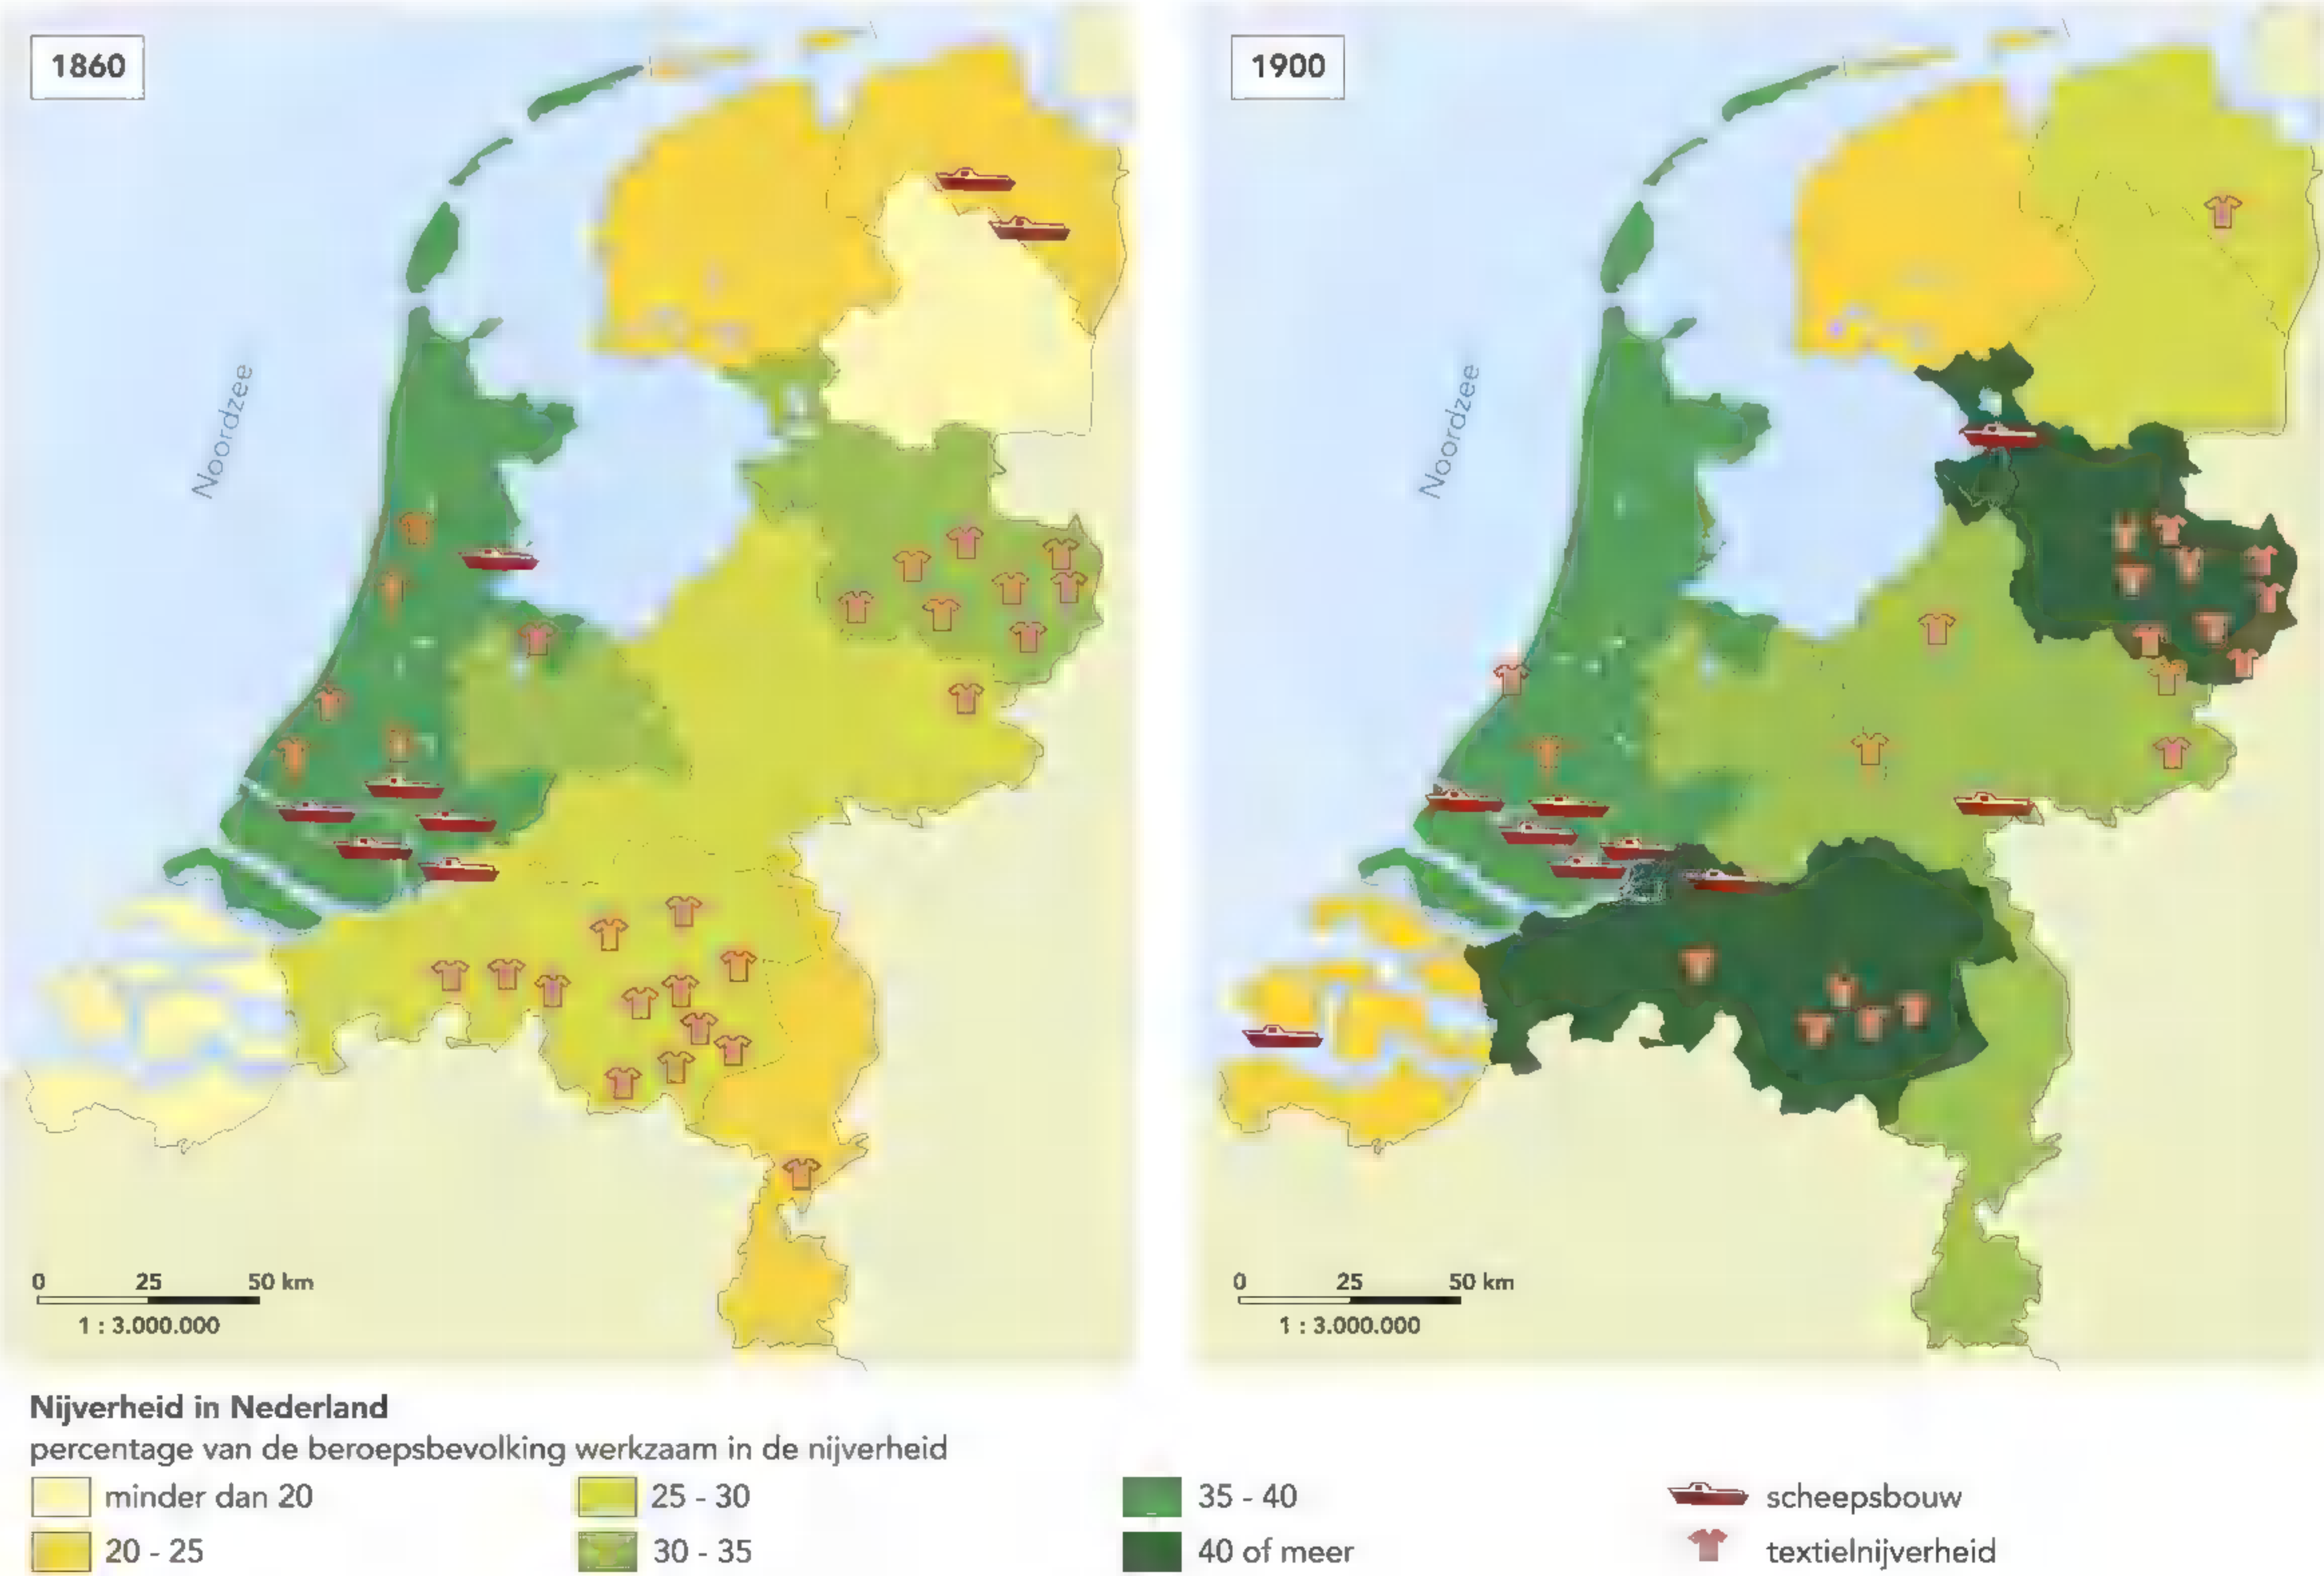 1860
Noordzee
0 25 50 km
1 : 3.000.000
1900
Noordzee
0 25 50 km
1 : 3.000.000
Nijverheid in Nederland
percentage van de beroepsbevolking werkzaam in de nijverheid
minder dan 20
20 - 25
25 - 30
30 - 35
35 - 40
40 of meer
scheepsbouw
textielnijverheid